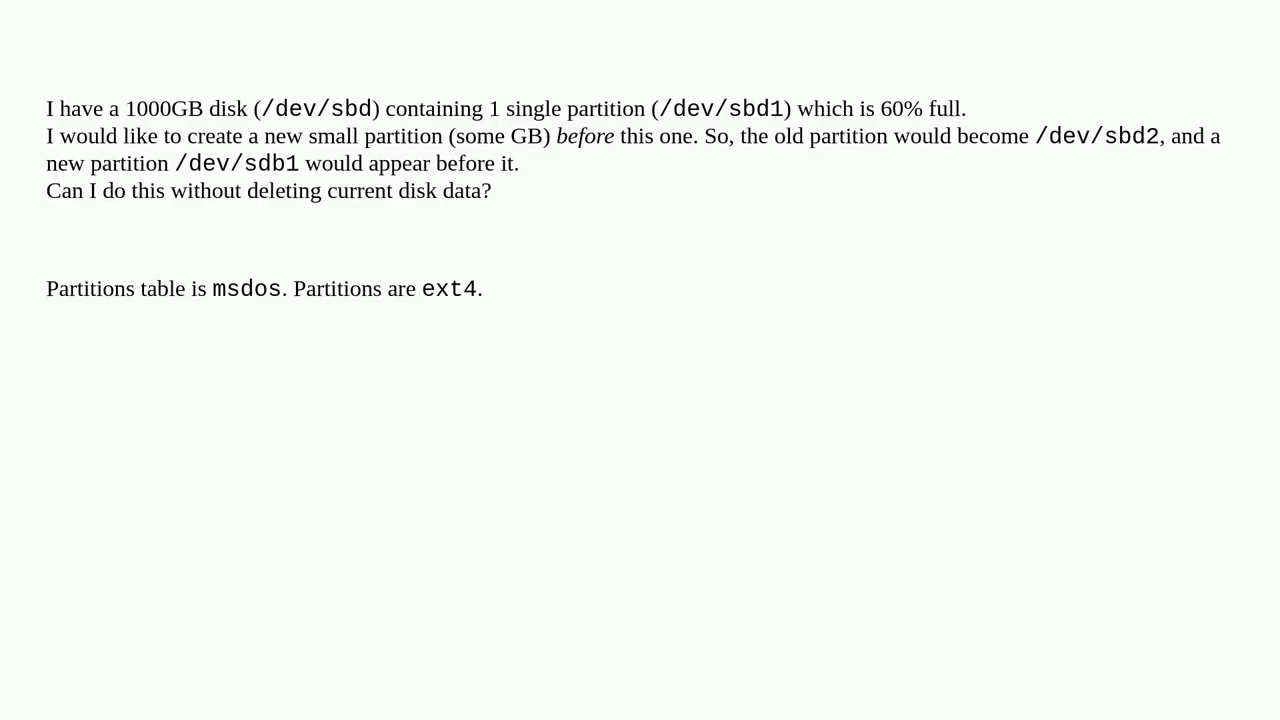 I have a 1000GB disk (/dev/sbd) containing 1 single partition (/dev/sbd1) which is 60% full.
I would like to create a new small partition (some GB) before this one. So, the old partition would become /dev/sbd2, and a
new partition /dev/sdb1 would appear before it.
Can I do this without deleting current disk data?
Partitions table is msdos. Partitions are ext4.